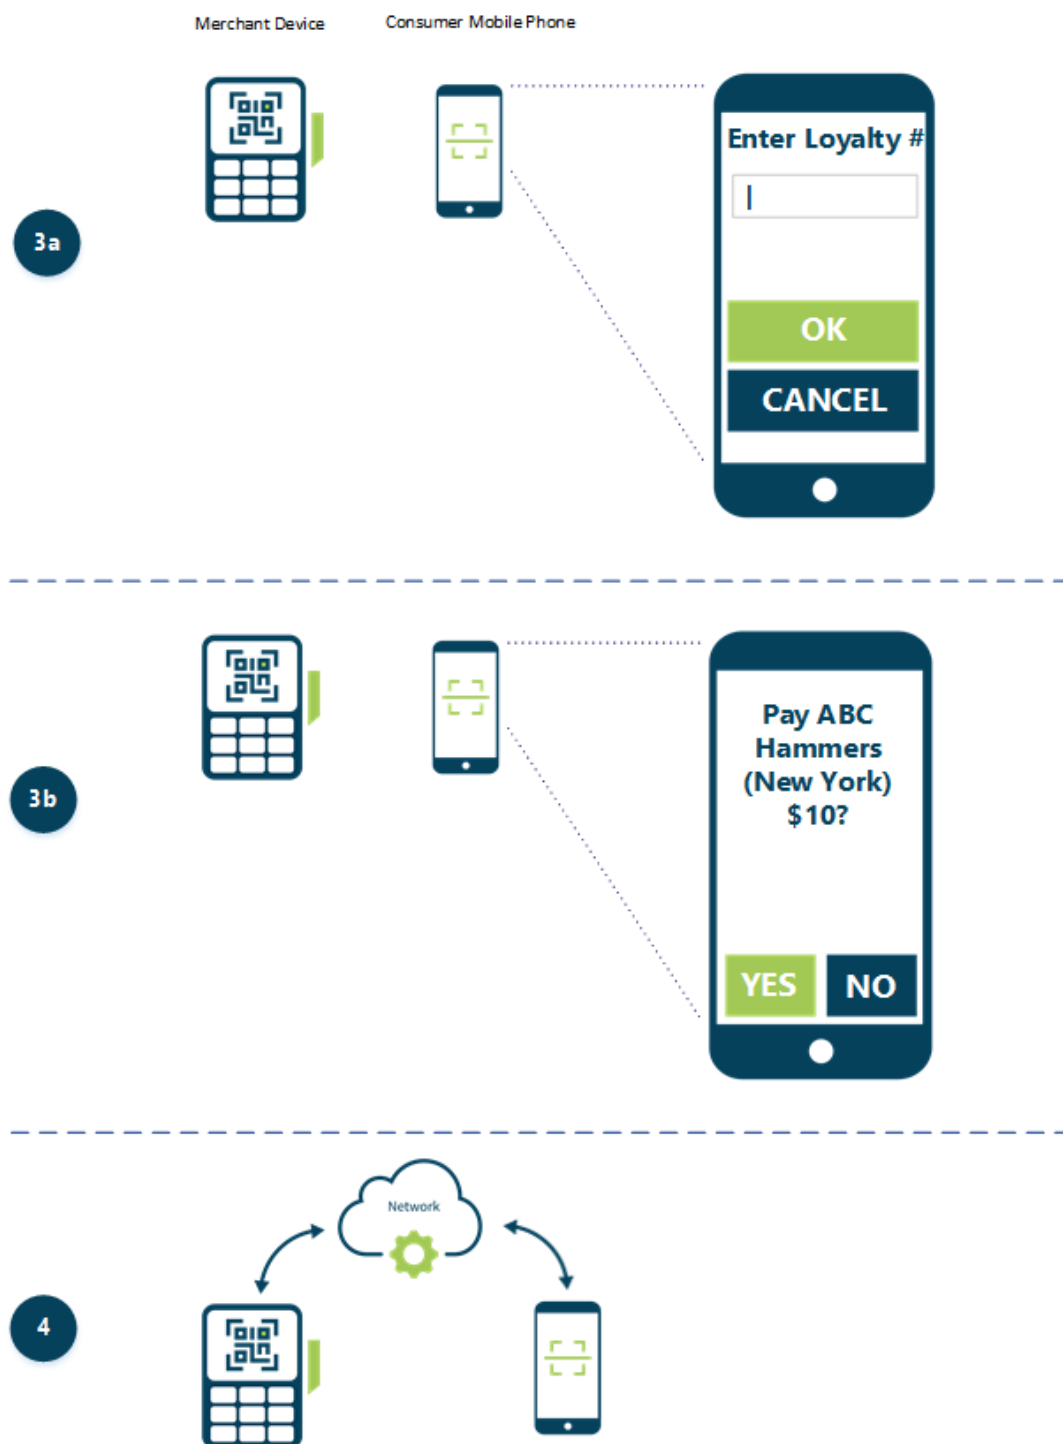 Merchant Device
Consumer Mobile Phone
3a
Enter Loyalty #
OK
CANCEL
3b
Pay ABC
Hammers
(New York)
$10?
YES
NO
Network
4